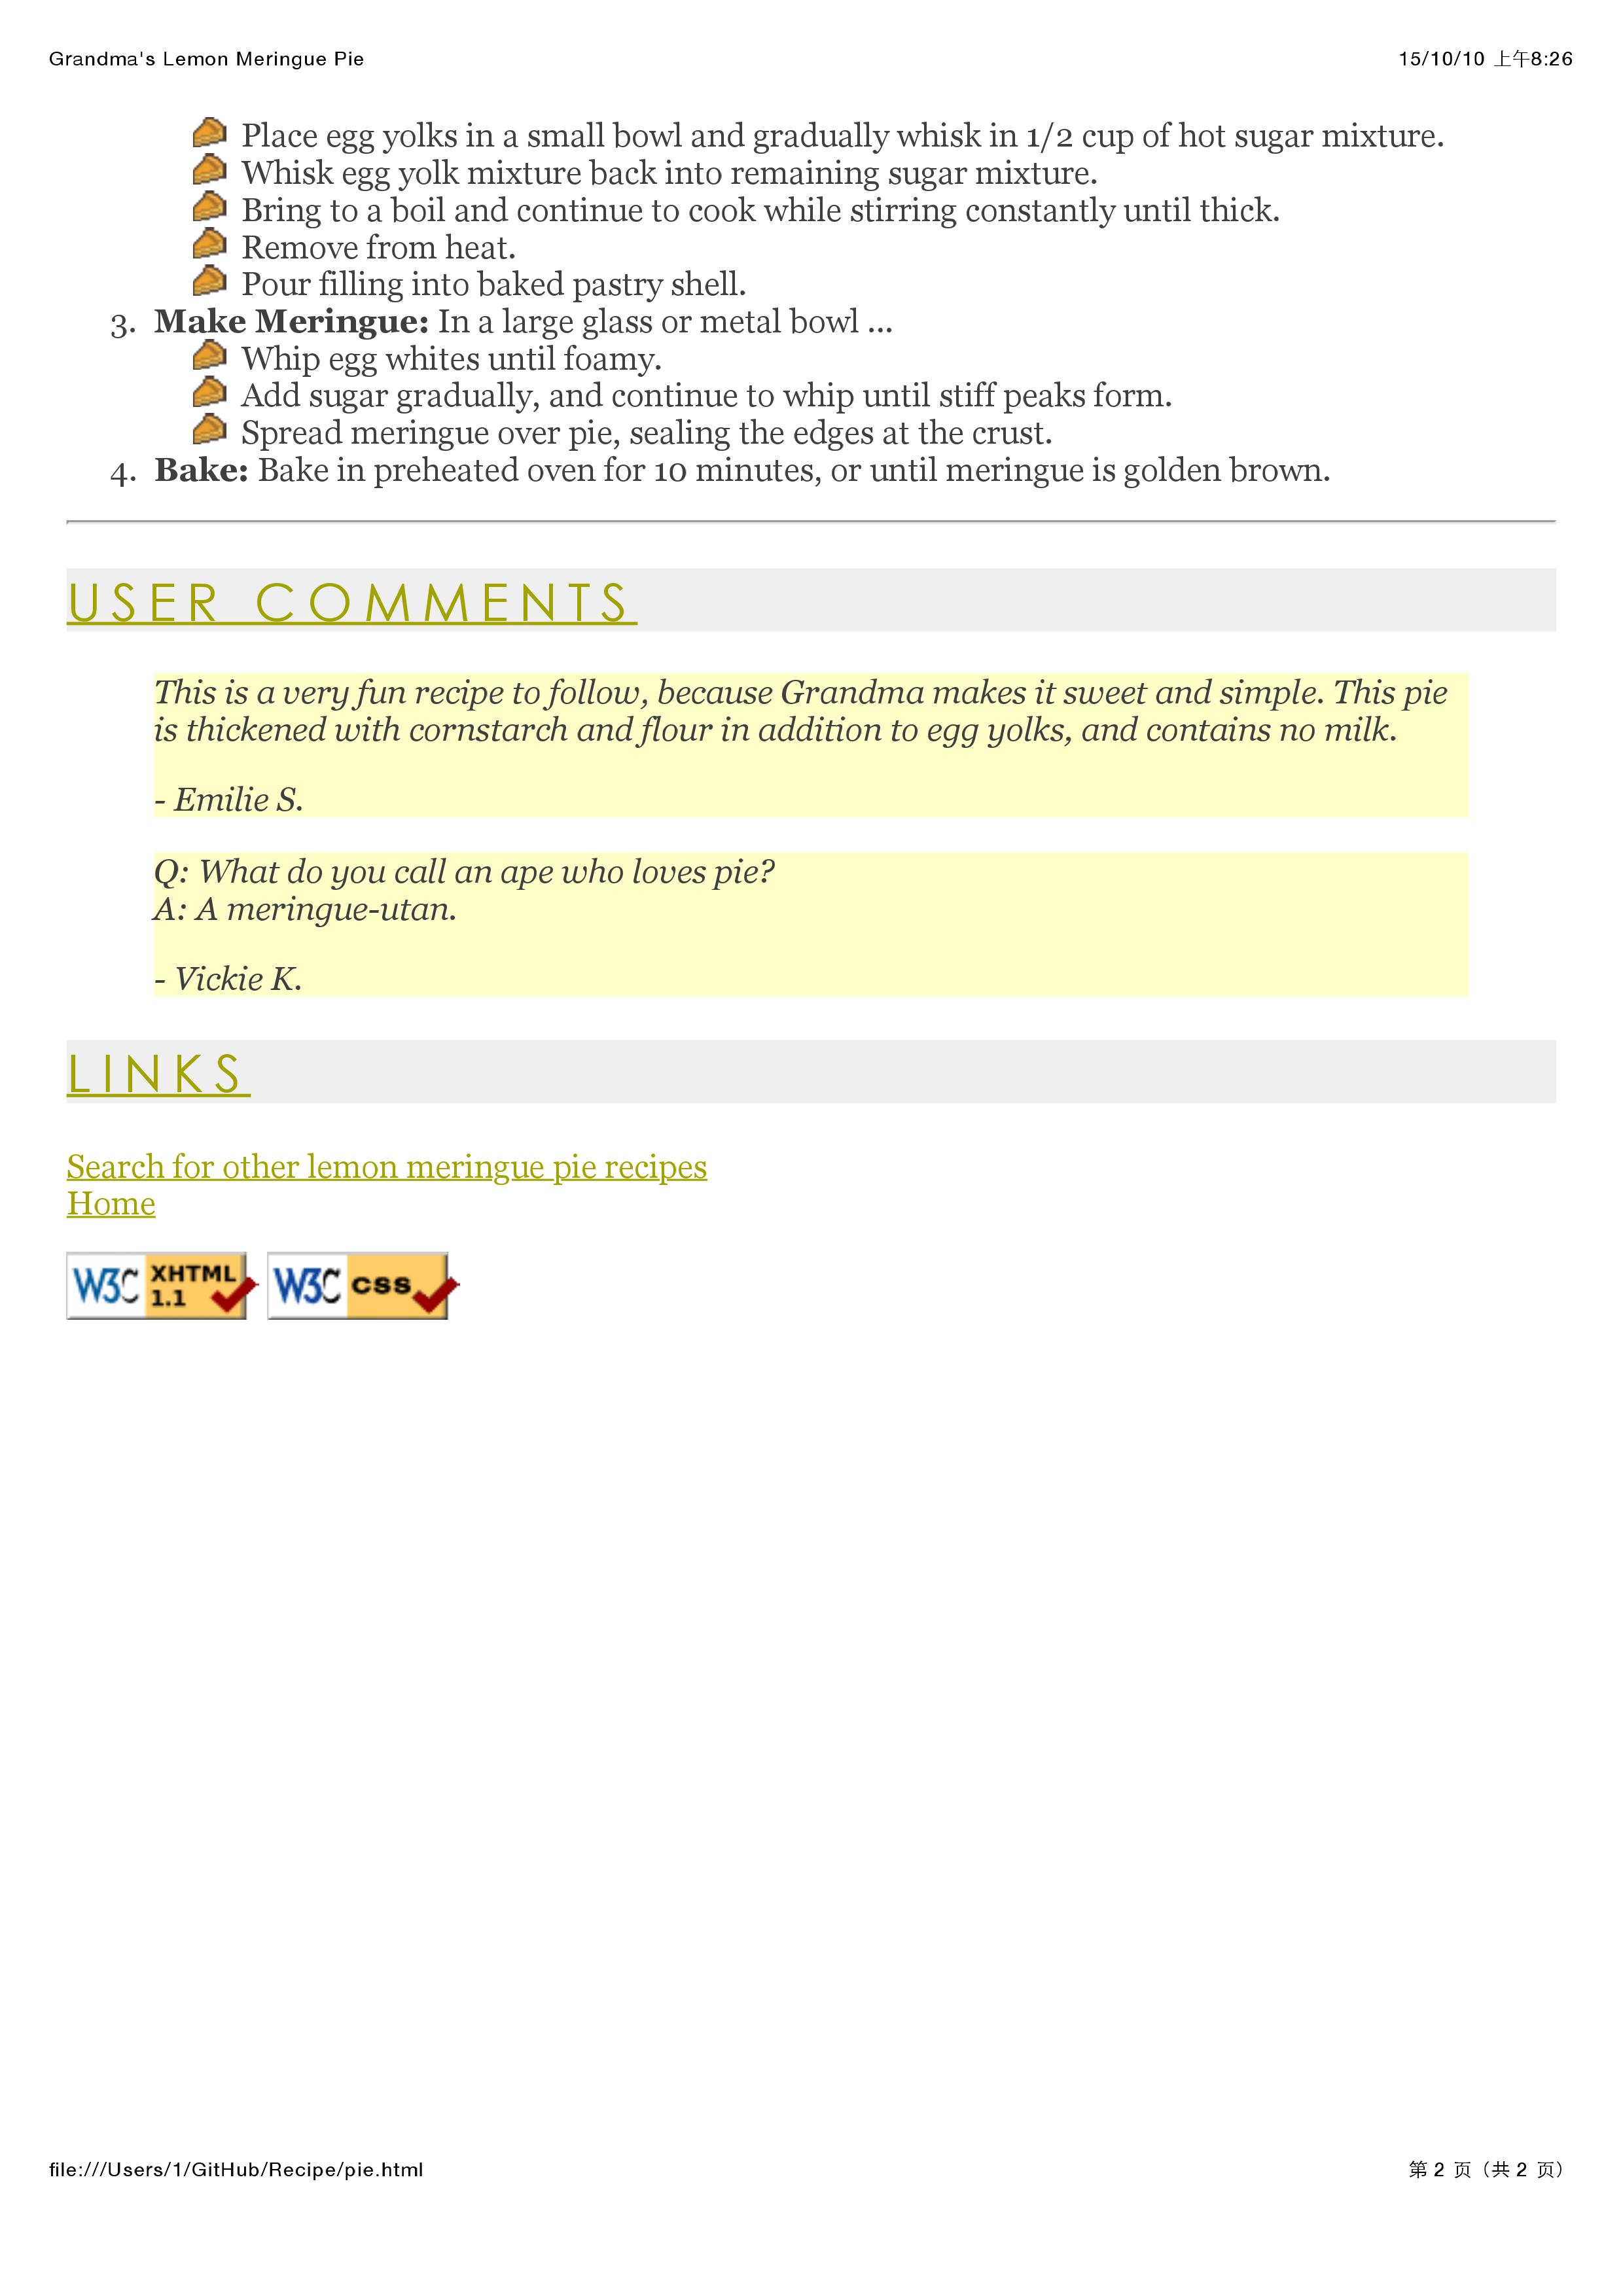 Grandma's Lemon Meringue Pie 15/10/10 上午8:26
Place egg yolks in a small bowl and gradually whisk in 1/2 cup of hot sugar mixture.
Whisk egg yolk mixture back into remaining sugar mixture.
Bring to a boil and continue to cook while stirring constantly until thick.
Remove from heat.
Pour filling into baked pastry shell.
3. Make Meringue: In a large glass or metal bowl ...
Whip egg whites until foamy.
Add sugar gradually, and continue to whip until stiff peaks form.
Spread meringue over pie, sealing the edges at the crust.
4. Bake: Bake in preheated oven for 10 minutes, or until meringue is golden brown.
USER COMMENTS
This is a very fun recipe to follow, because Grandma makes it sweet and simple. This pie
is thickened with cornstarch and flour in addition to egg yolks, and contains no milk.
- Emilie S.
Q: What do you call an ape who loves pie?
A: A meringue-utan.
- Vickie K.
LINKS
Search for other lemon meringue pie recipes
Home
W3C XHTML 1.1 W3C CSS
file:///Users/1/GitHub/Recipe/pie.html 第 2 页（共 2 页）